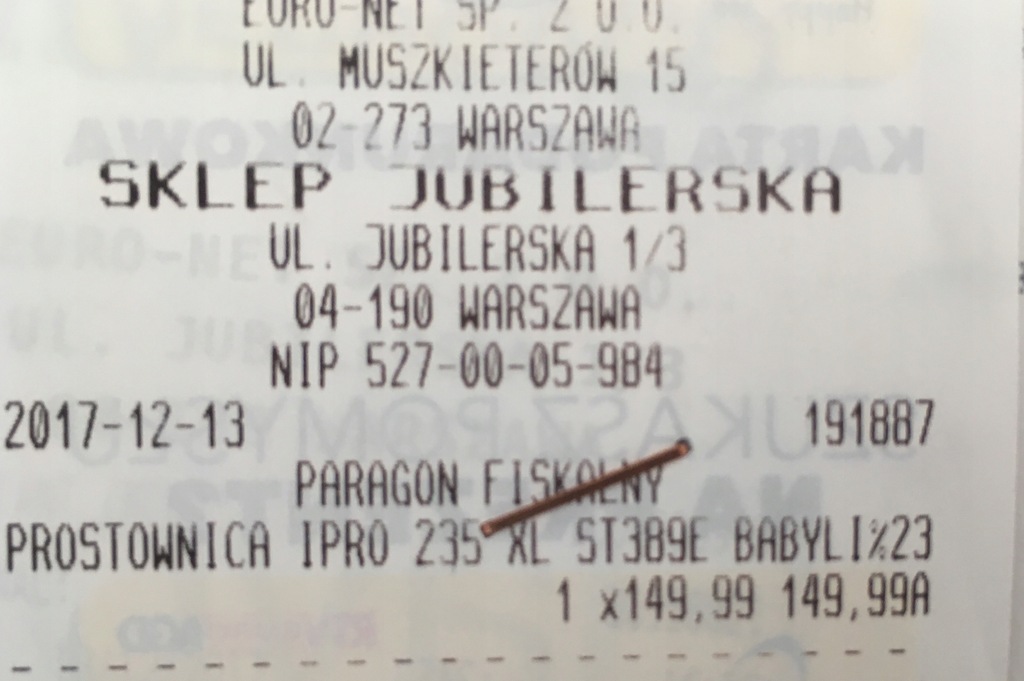 EURO-NET SP. Z O.O.
UL. MUSZKIETERÓW 15
02-273 WARSZAWA
SKLEP JUBILERSKA
UL. JUBILERSKA 1/3
04-190 WARSZAWA
NIP 527-00-05-984
2017-12-13 191887
PARAGON FISKALNY
PROSTOWNICA IPRO 235 XL ST389E BABYLI%23
1 x149,99 149,99A